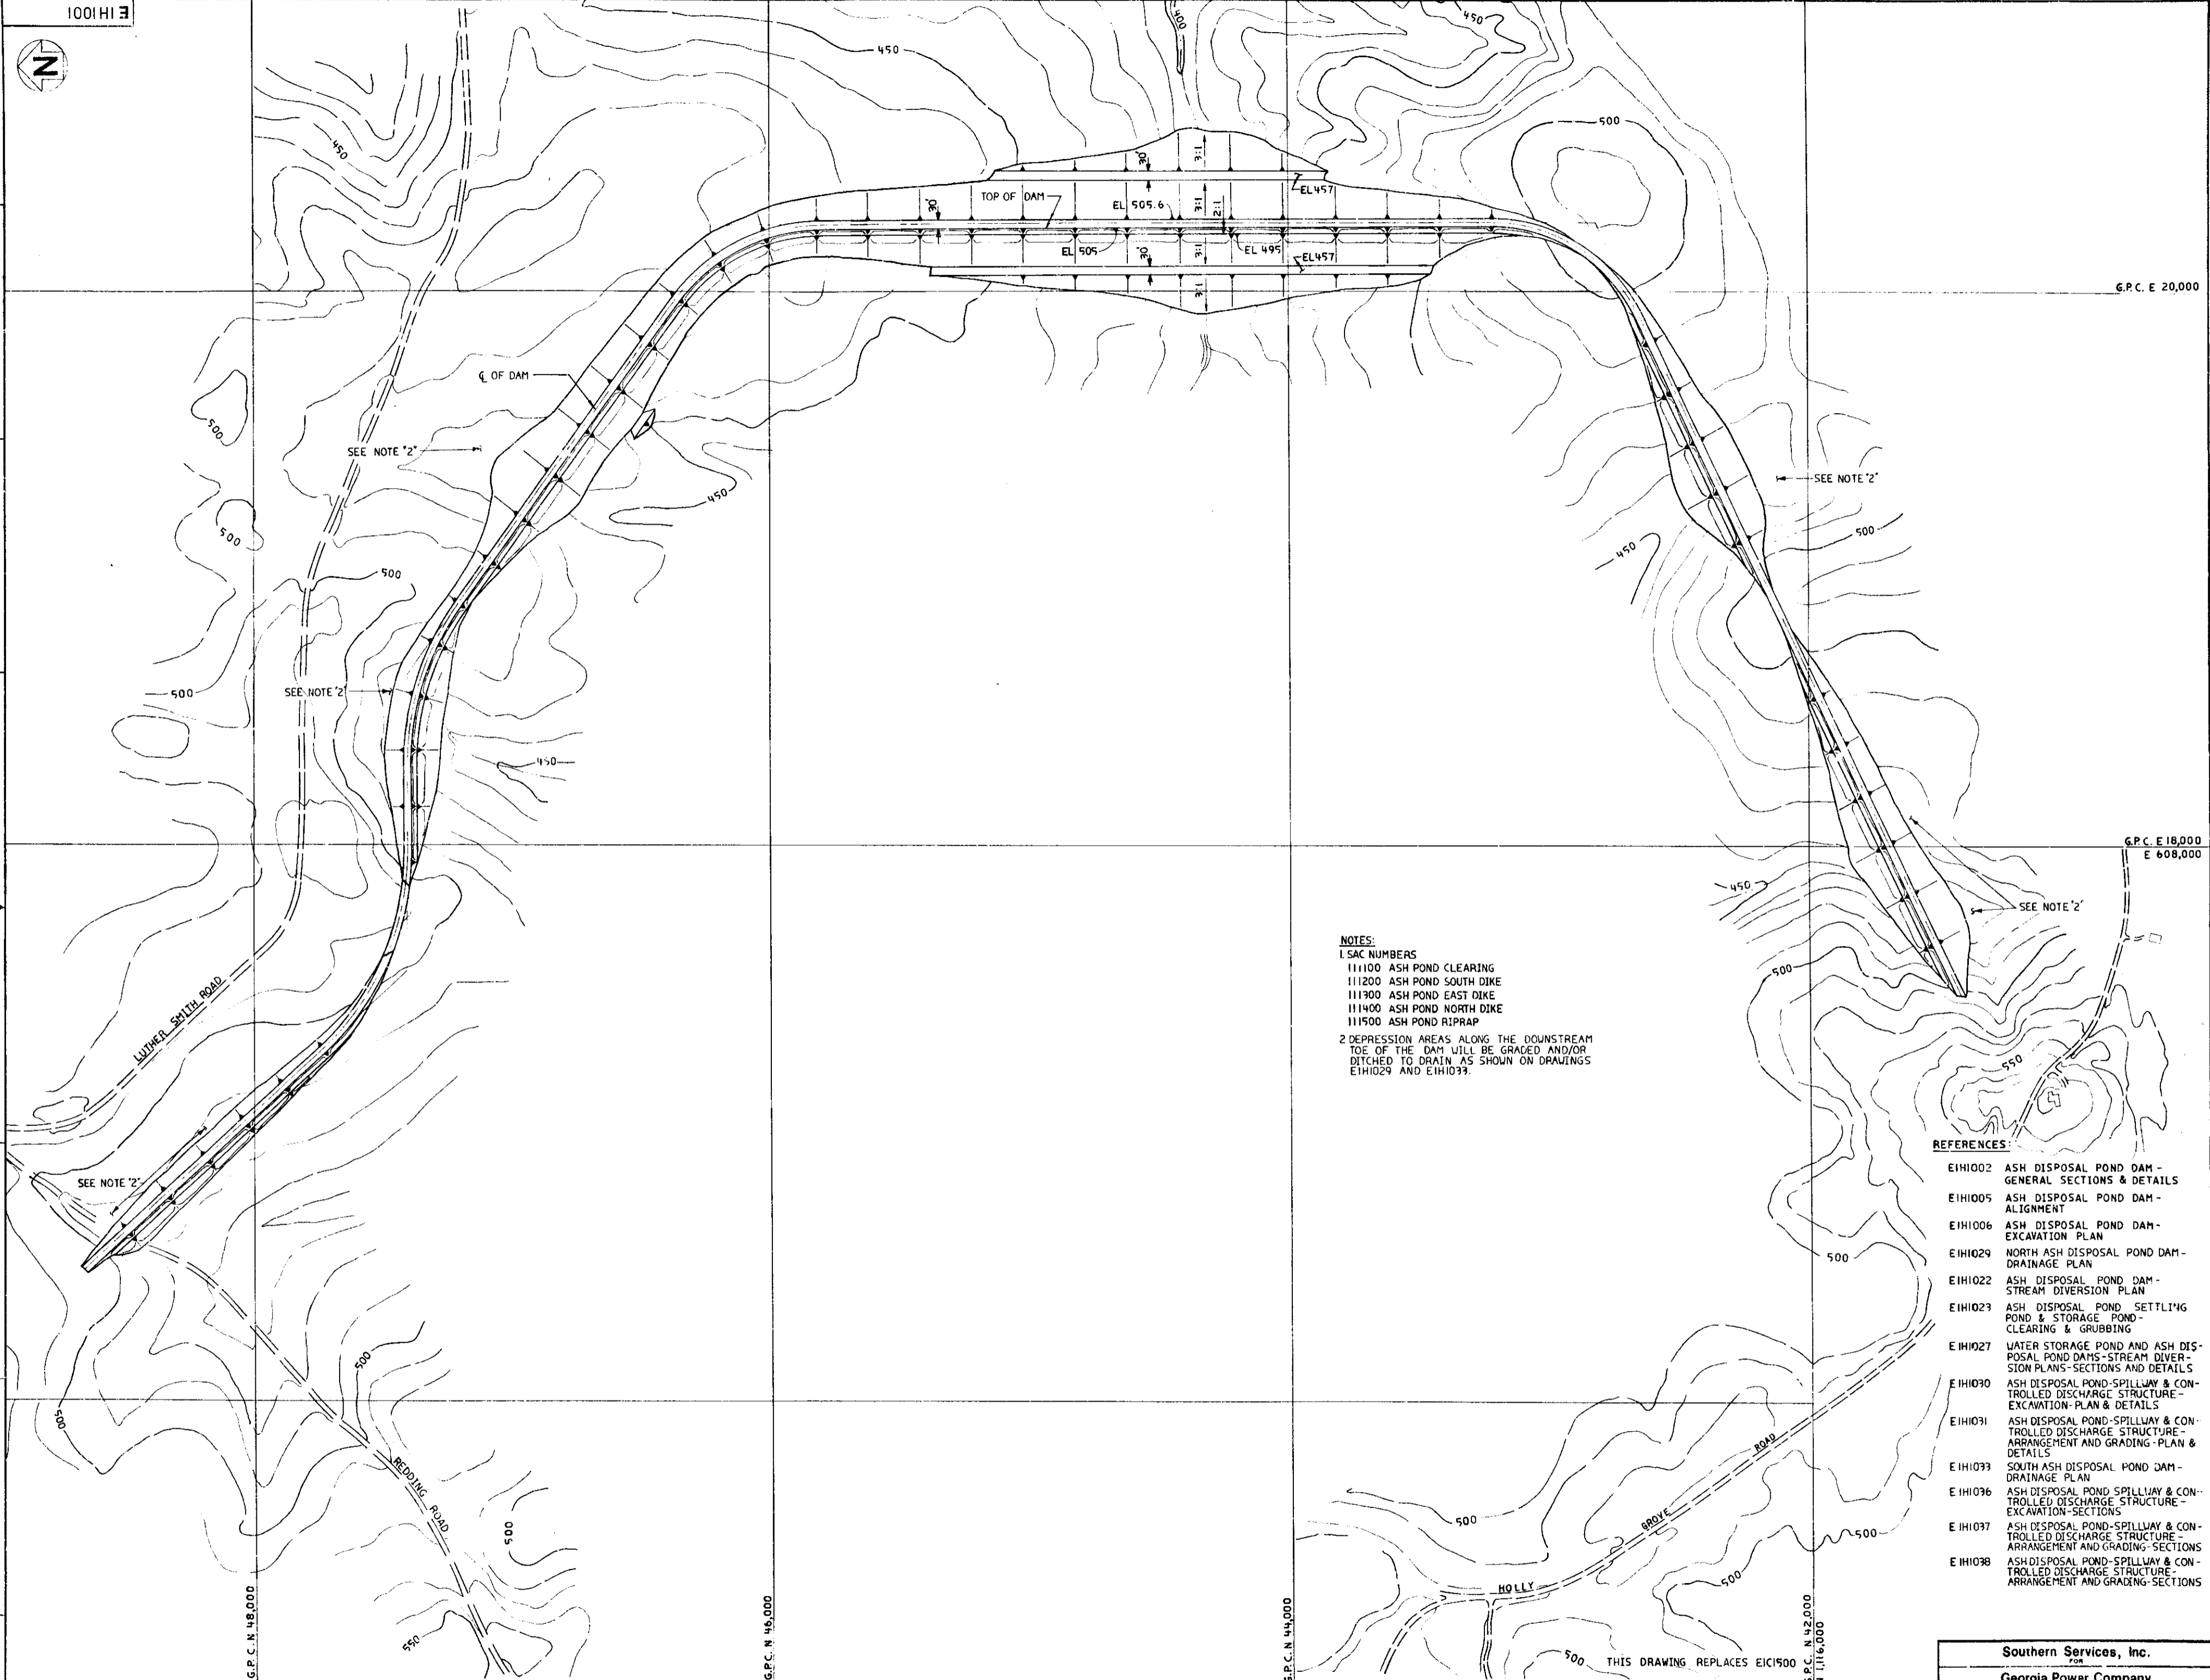 E1H1001
N
450
400
450
450
500
30'
3:1
EL 457
TOP OF DAM
30'
EL 505.6
3:1
2:1
EL 505
30'
3:1
EL 495
EL457
3:1
G.P.C. E 20,000
℄ OF DAM
500
SEE NOTE "2"
450
SEE NOTE "2"
500
500
450
500
500
SEE NOTE "2"
450
G.P.C. E 18,000
E 608,000
450
SEE NOTE "2"
500
LUTHER SMITH ROAD
NOTES:
1. SAC NUMBERS
111100 ASH POND CLEARING
111200 ASH POND SOUTH DIKE
111300 ASH POND EAST DIKE
111400 ASH POND NORTH DIKE
111500 ASH POND RIPRAP
2 DEPRESSION AREAS ALONG THE DOWNSTREAM
TOE OF THE DAM WILL BE GRADED AND/OR
DITCHED TO DRAIN AS SHOWN ON DRAWINGS
E1H1029 AND E1H1033.
550
SEE NOTE "2"
REFERENCES:
E1H1002 ASH DISPOSAL POND DAM -
GENERAL SECTIONS & DETAILS
E1H1005 ASH DISPOSAL POND DAM -
ALIGNMENT
E1H1006 ASH DISPOSAL POND DAM -
EXCAVATION PLAN
E1H1029 NORTH ASH DISPOSAL POND DAM -
DRAINAGE PLAN
E1H1022 ASH DISPOSAL POND DAM -
STREAM DIVERSION PLAN
E1H1023 ASH DISPOSAL POND SETTLING
POND & STORAGE POND -
CLEARING & GRUBBING
E1H1027 WATER STORAGE POND AND ASH DIS-
POSAL POND DAMS - STREAM DIVER-
SION PLANS - SECTIONS AND DETAILS
E1H1030 ASH DISPOSAL POND - SPILLWAY & CON-
TROLLED DISCHARGE STRUCTURE -
EXCAVATION - PLAN & DETAILS
E1H1031 ASH DISPOSAL POND - SPILLWAY & CON-
TROLLED DISCHARGE STRUCTURE -
ARRANGEMENT AND GRADING - PLAN &
DETAILS
E1H1033 SOUTH ASH DISPOSAL POND DAM -
DRAINAGE PLAN
E1H1036 ASH DISPOSAL POND SPILLWAY & CON-
TROLLED DISCHARGE STRUCTURE -
EXCAVATION - SECTIONS
E1H1037 ASH DISPOSAL POND - SPILLWAY & CON-
TROLLED DISCHARGE STRUCTURE -
ARRANGEMENT AND GRADING - SECTIONS
E1H1038 ASH DISPOSAL POND - SPILLWAY & CON-
TROLLED DISCHARGE STRUCTURE -
ARRANGEMENT AND GRADING - SECTIONS
500
500
500
REDDING ROAD
500
550
500
500
HOLLY GROVE ROAD
500
500
G.P.C. N 48,000
G.P.C. N 46,000
G.P.C. N 44,000
G.P.C. N 42,000
N 1,116,000
THIS DRAWING REPLACES E1C1500
Southern Services, Inc.
FOR
Georgia Power Company